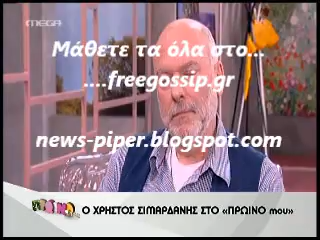 MEGA
Μάθετε τα όλα στο...
....freegossip.gr
news-piper.blogspot.com
Ο ΧΡΗΣΤΟΣ ΣΙΜΑΡΔΑΝΗΣ ΣΤΟ «ΠΡΩΙΝΟ mou»